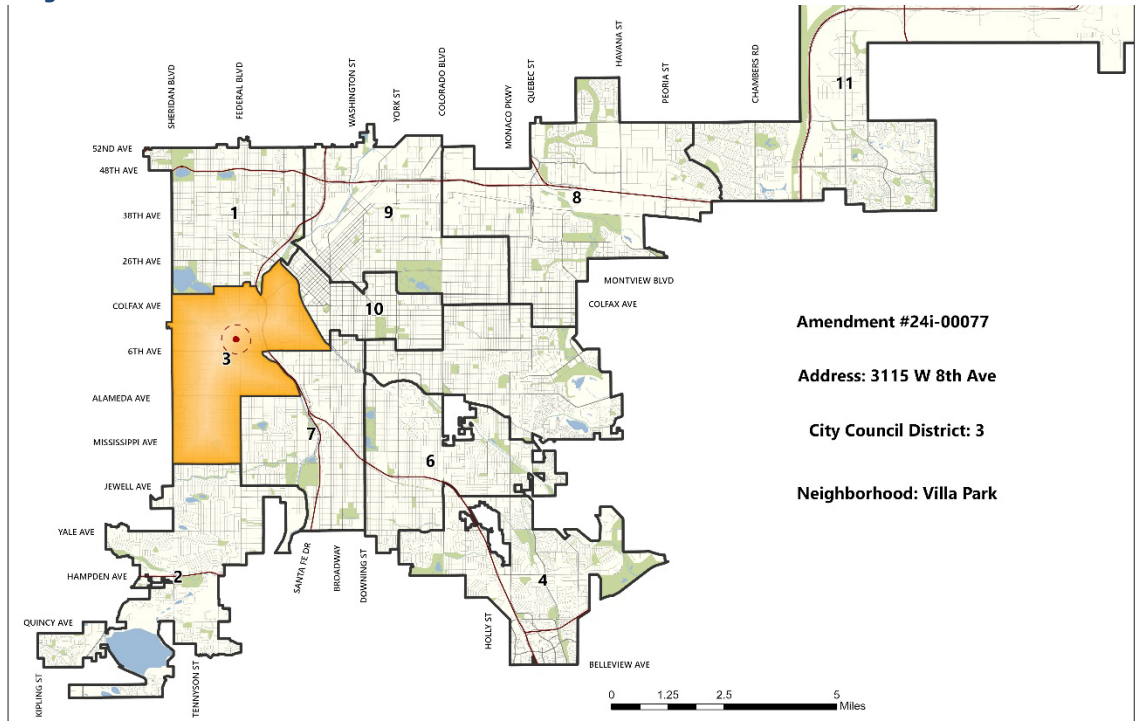 SHERIDAN BLVD
FEDERAL BLVD
WASHINGTON ST
YORK ST
COLORADO BLVD
MONACO PKWY
QUEBEC ST
HAVANA ST
PEORIA ST
CHAMBERS RD
11
52ND AVE
48TH AVE
38TH AVE
26TH AVE
COLFAX AVE
6TH AVE
ALAMEDA AVE
MISSISSIPPI AVE
JEWELL AVE
YALE AVE
HAMPDEN AVE
QUINCY AVE
1
9
8
10
3
7
6
2
4
MONTVIEW BLVD
COLFAX AVE
Amendment #24i-00077
Address: 3115 W 8th Ave
City Council District: 3
Neighborhood: Villa Park
SANTA FE DR
BROADWAY
DOWNING ST
HOLLY ST
BELLEVIEW AVE
KIPLING ST
TENNYSON ST
0 1.25 2.5 5
Miles